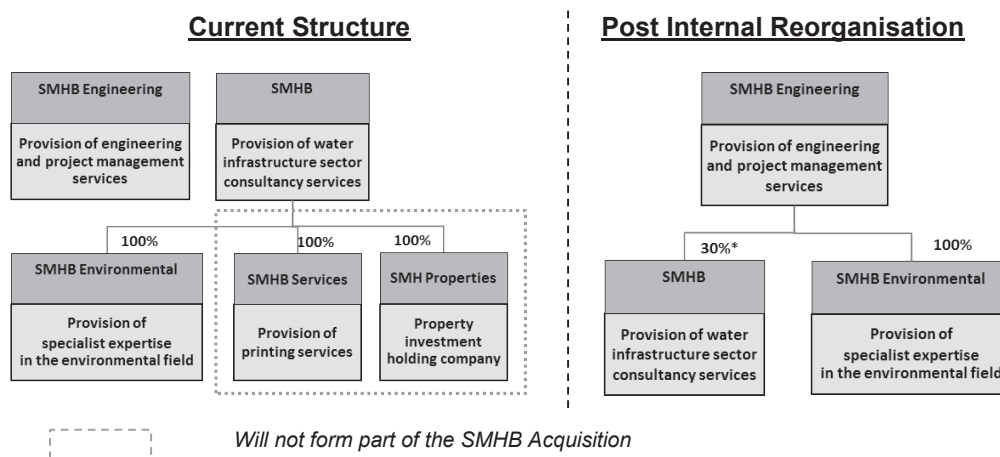 Current Structure
SMHB Engineering
Provision of engineering
and project management
services
SMHB
Provision of water
infrastructure sector
consultancy services
100%
100%
100%
SMHB Environmental
Provision of
specialist expertise
in the environmental field
SMHB Services
Provision of
printing services
SMH Properties
Property
investment
holding company
Post Internal Reorganisation
SMHB Engineering
Provision of engineering
and project management
services
30%*
100%
SMHB
Provision of water
infrastructure sector
consultancy services
SMHB Environmental
Provision of
specialist expertise
in the environmental field
Will not form part of the SMHB Acquisition